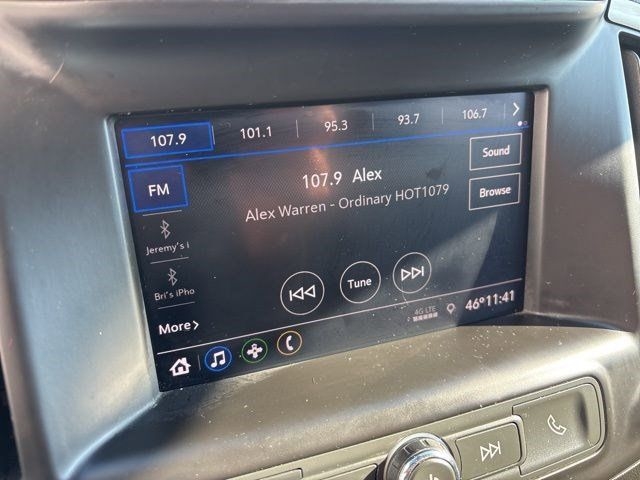 107.9 101.1 95.3 93.7 106.7
FM
107.9 Alex
Sound
Alex Warren - Ordinary HOT1079
Browse
Jeremy's i
Bri's iPho
Tune
More
4G LTE
46° 11:41